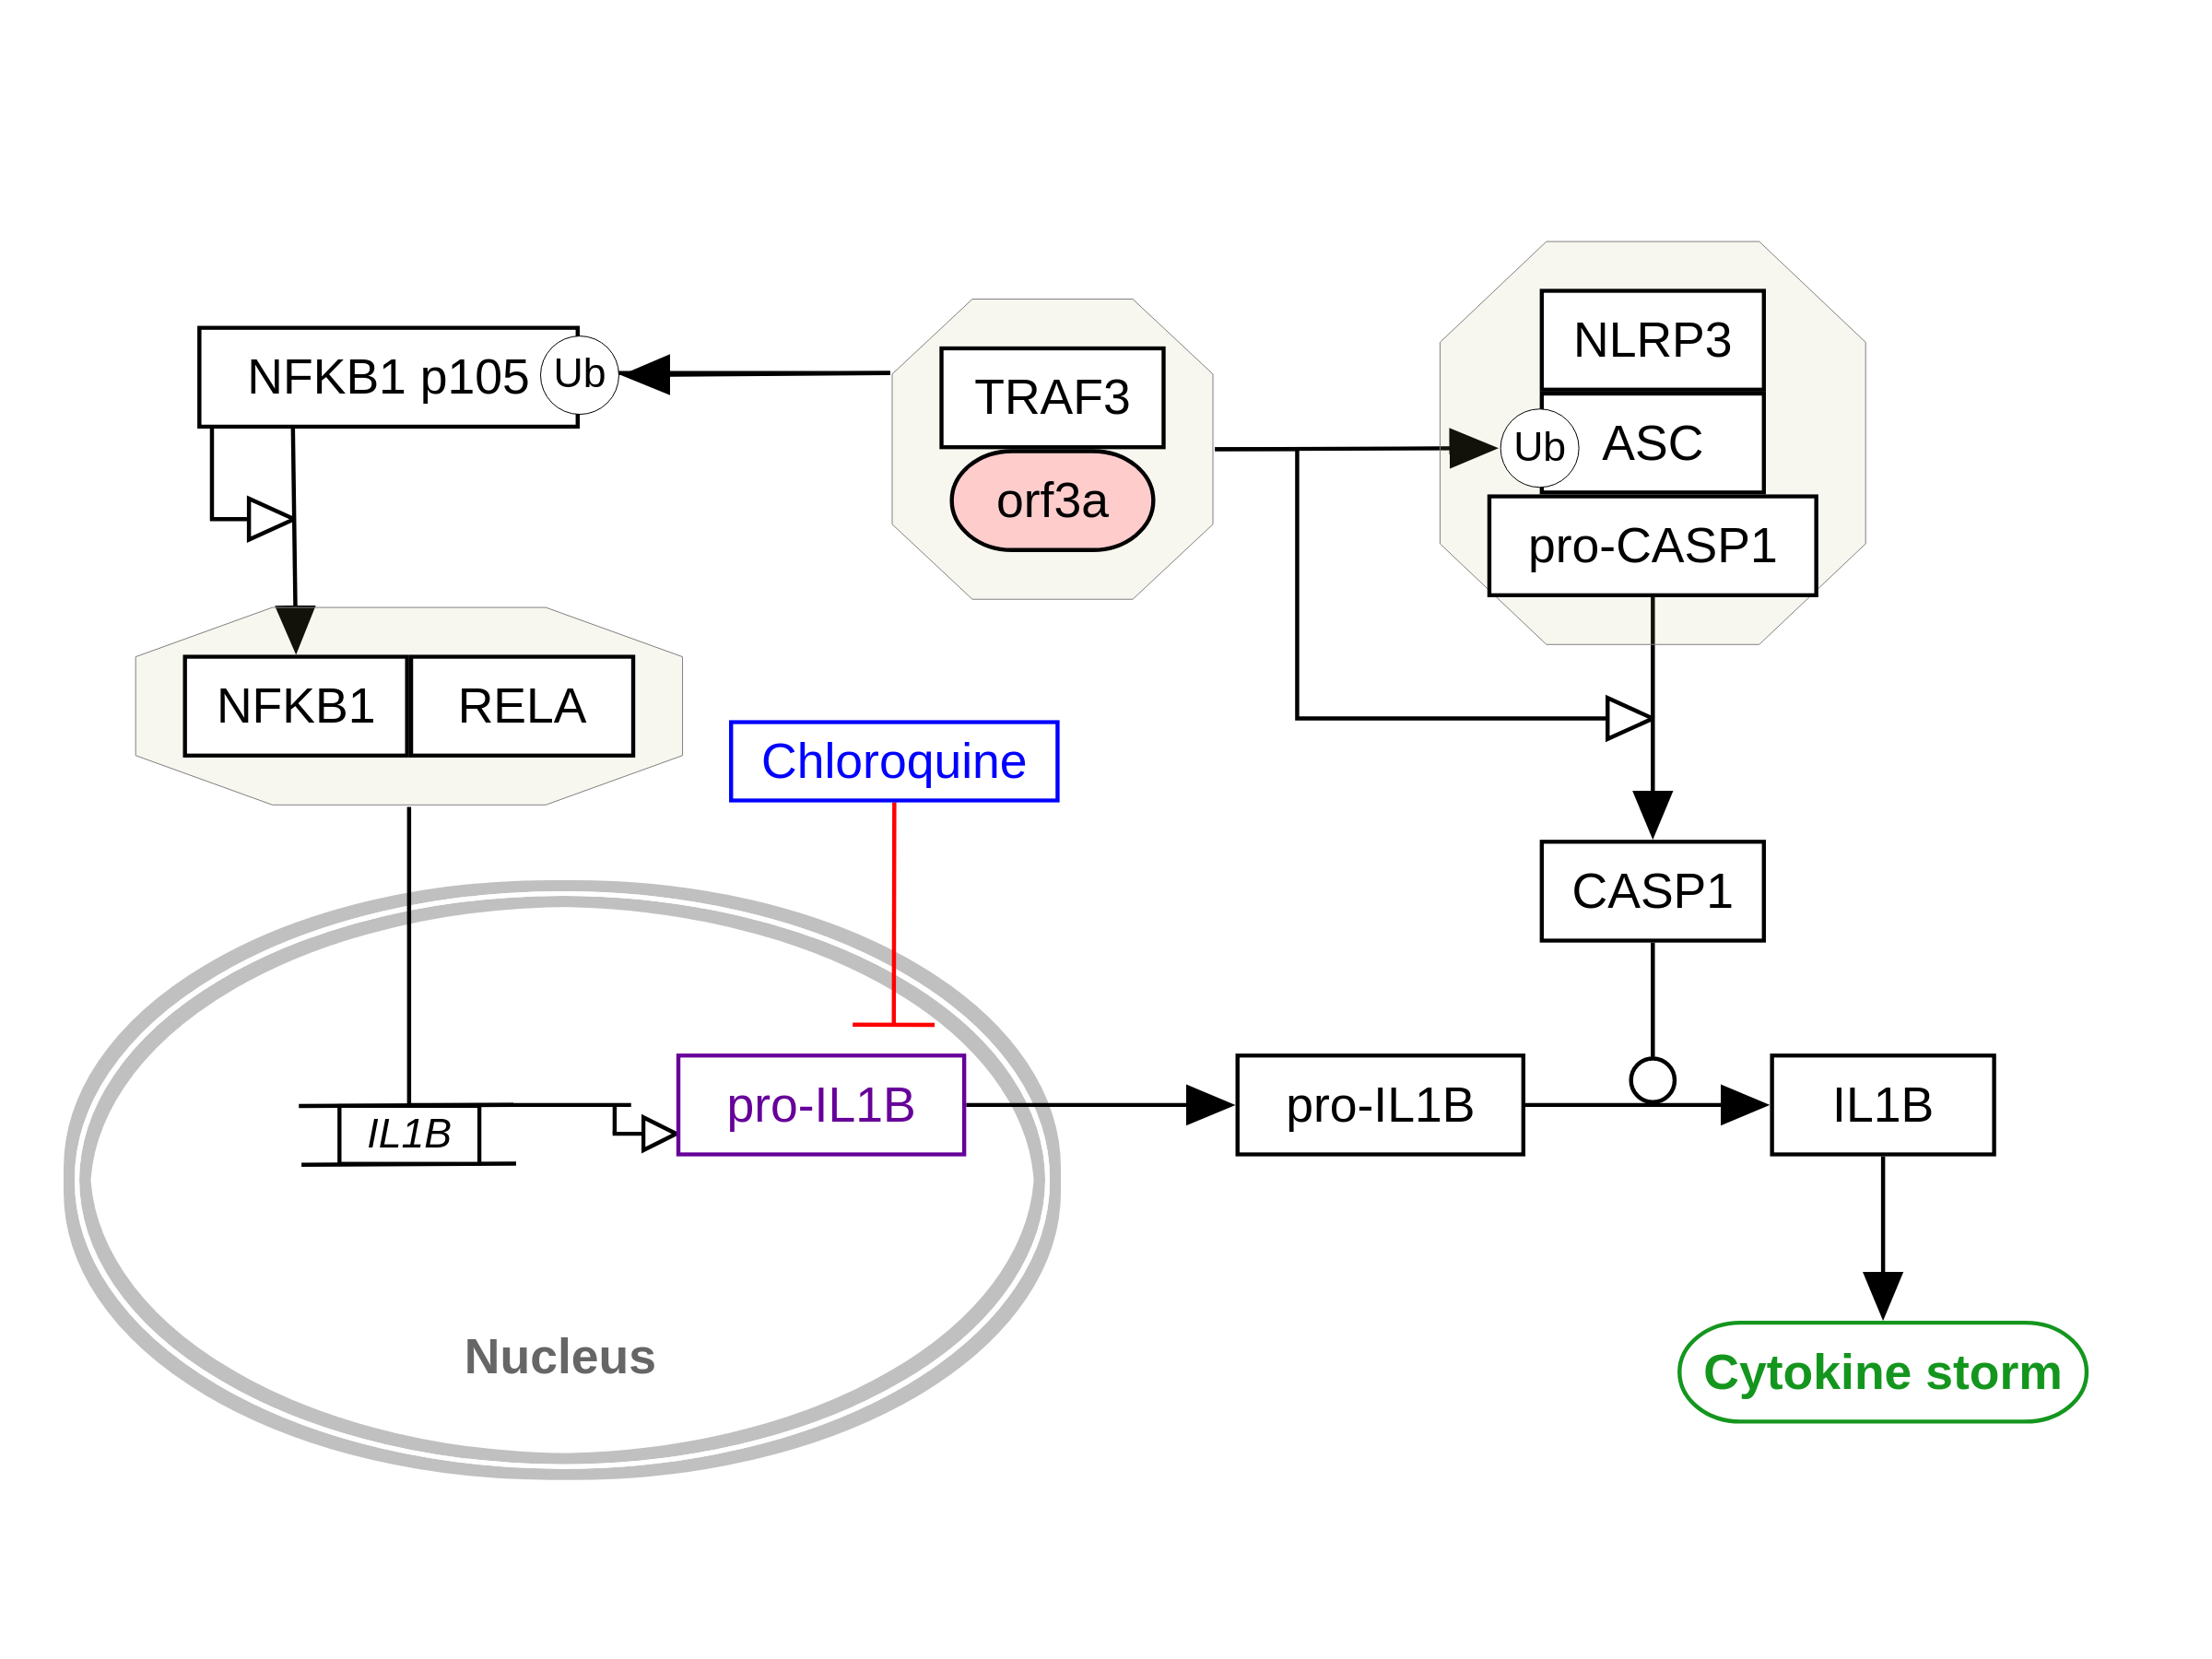 NLRP3
NFKB1 p105
Ub
TRAF3
Ub
ASC
orf3a
pro-CASP1
NFKB1
RELA
Chloroquine
CASP1
pro-IL1B
pro-IL1B
IL1B
IL1B
Nucleus
Cytokine storm